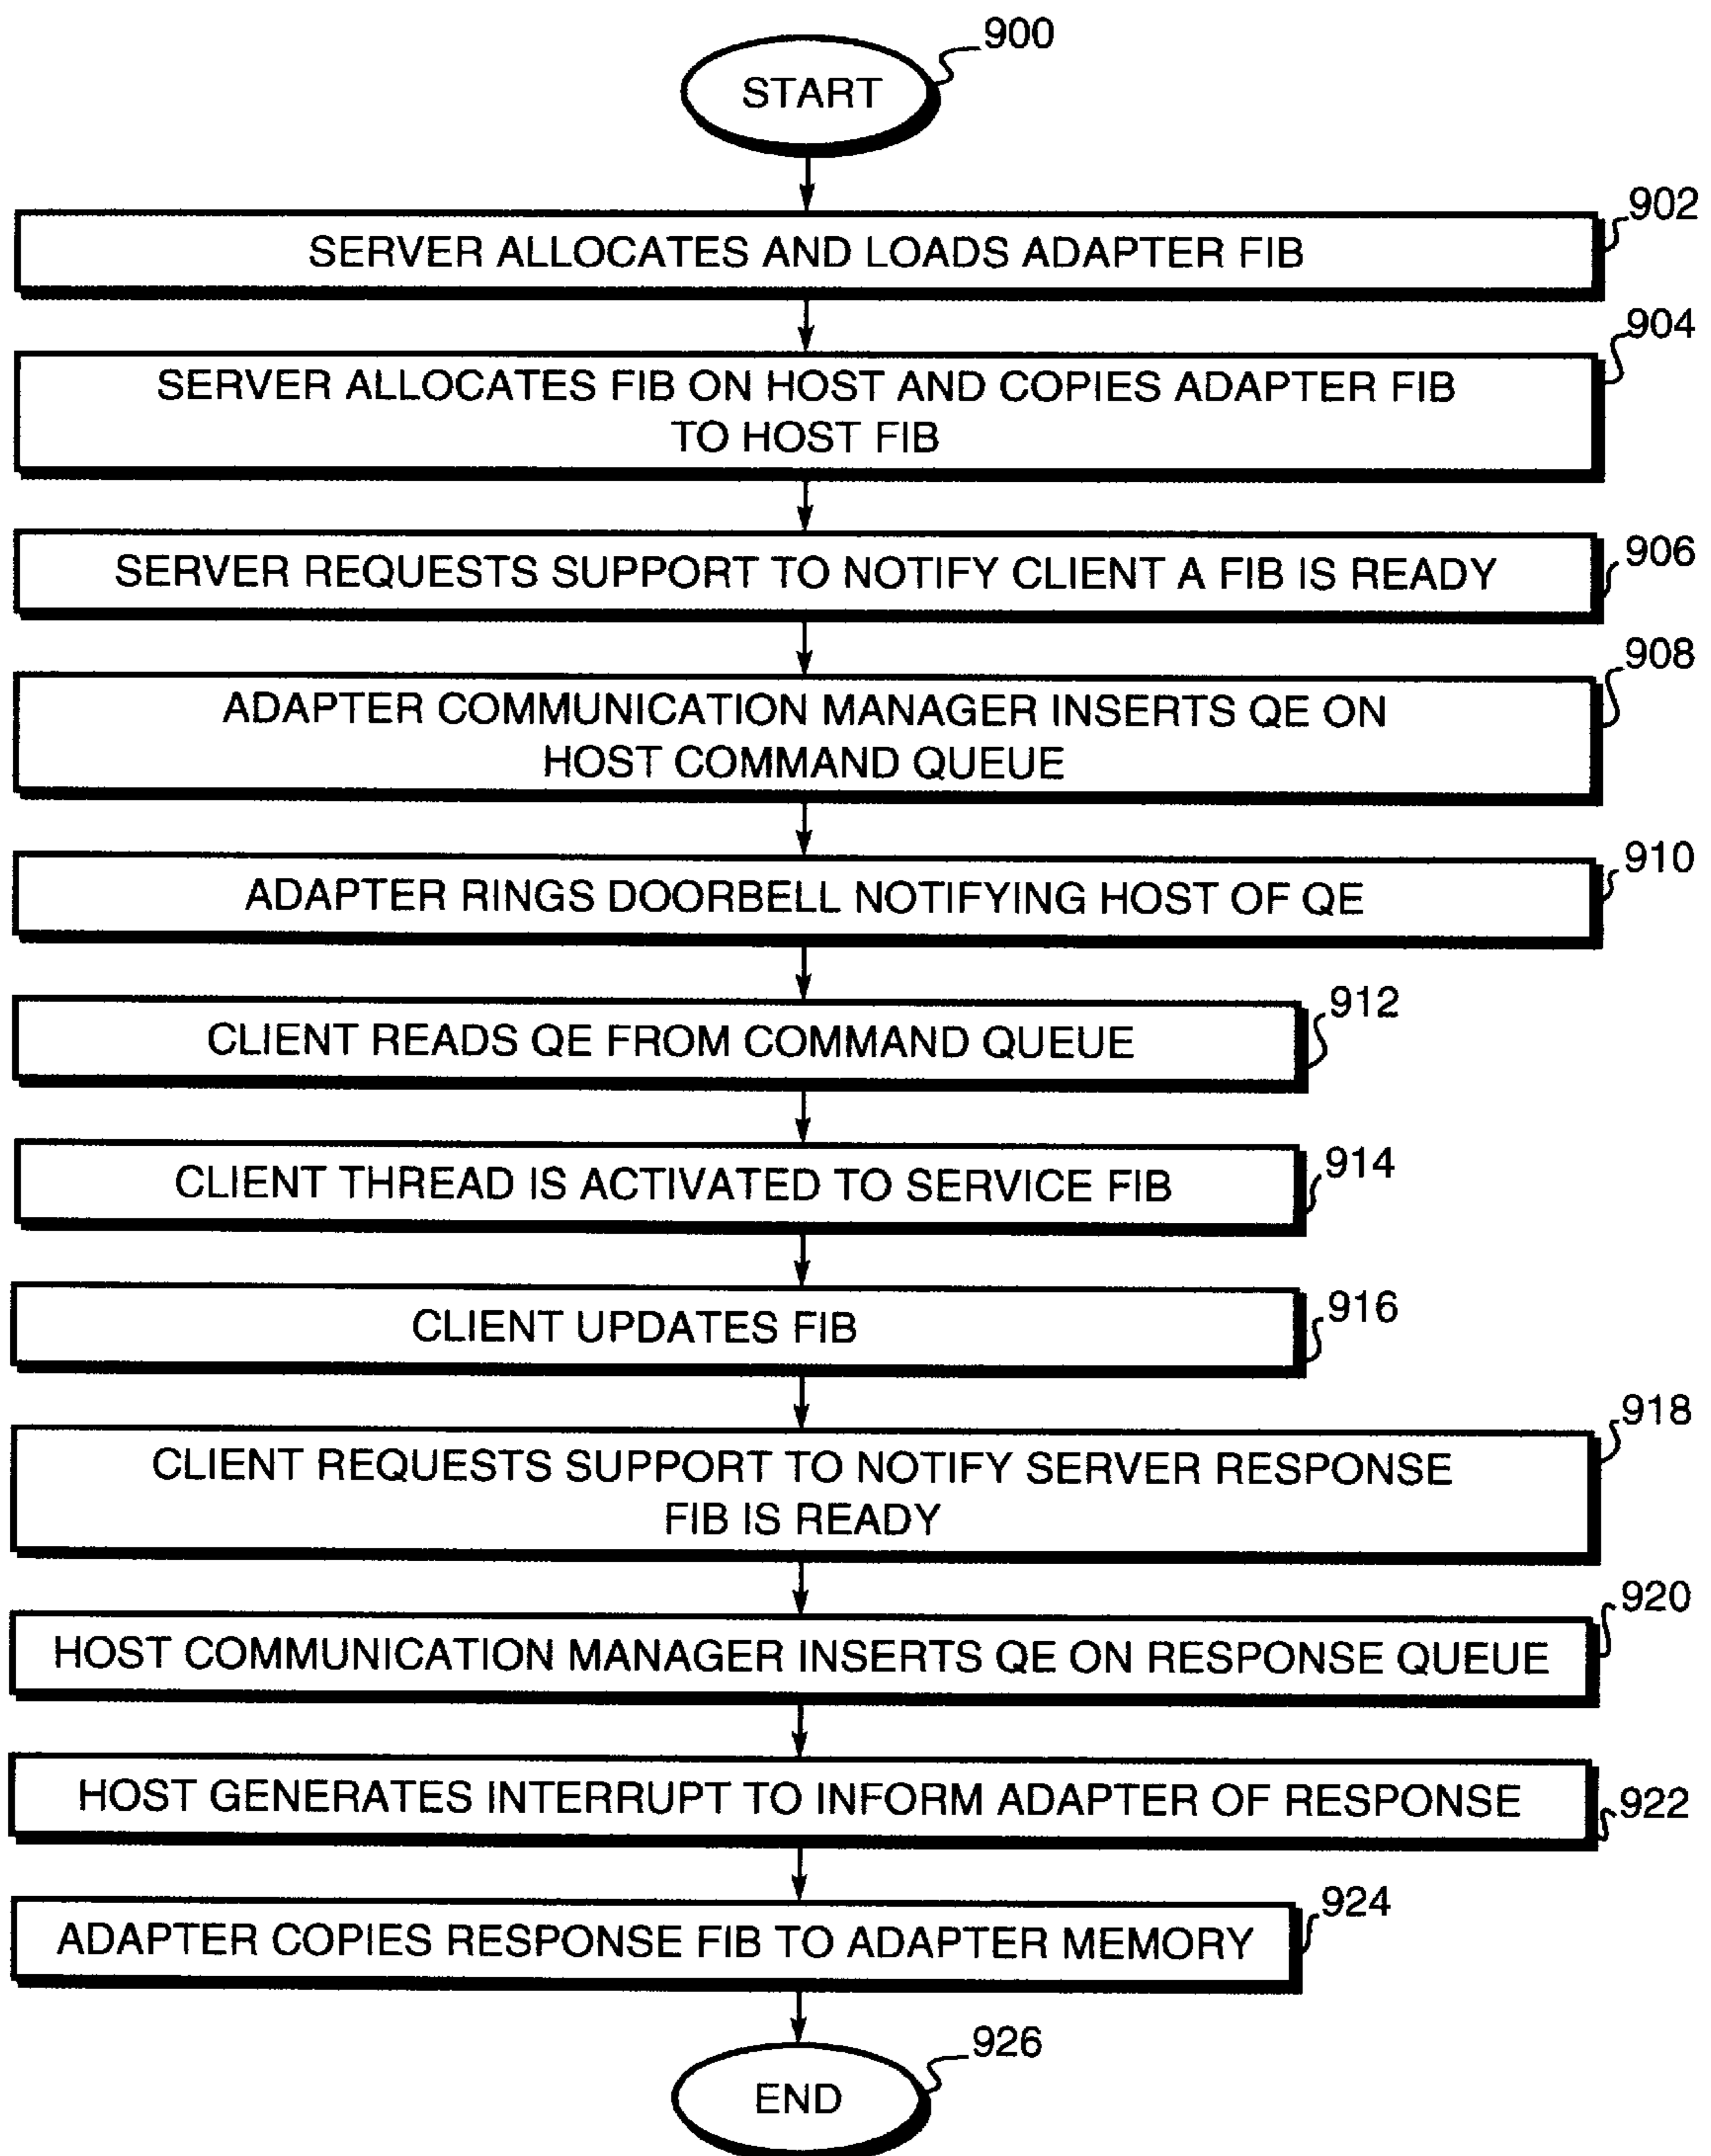 900
START
902
SERVER ALLOCATES AND LOADS ADAPTER FIB
904
SERVER ALLOCATES FIB ON HOST AND COPIES ADAPTER FIB
TO HOST FIB
906
SERVER REQUESTS SUPPORT TO NOTIFY CLIENT A FIB IS READY
908
ADAPTER COMMUNICATION MANAGER INSERTS QE ON
HOST COMMAND QUEUE
910
ADAPTER RINGS DOORBELL NOTIFYING HOST OF QE
912
CLIENT READS QE FROM COMMAND QUEUE
914
CLIENT THREAD IS ACTIVATED TO SERVICE FIB
916
CLIENT UPDATES FIB
918
CLIENT REQUESTS SUPPORT TO NOTIFY SERVER RESPONSE
FIB IS READY
920
HOST COMMUNICATION MANAGER INSERTS QE ON RESPONSE QUEUE
HOST GENERATES INTERRUPT TO INFORM ADAPTER OF RESPONSE
922
924
ADAPTER COPIES RESPONSE FIB TO ADAPTER MEMORY
926
END